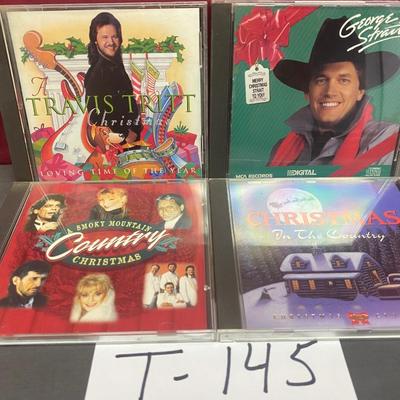 A
TRAVIS TRITT
Christmas
LOVING TIME OF THE YEAR
George
Strait
MERRY
CHRISTMAS
STRAIT
TO YOU!
MCA RECORDS
DIGITAL
SMOKY MOUNTAIN
Country
CHRISTMAS
CHRISTMAS
In The Country
CHRISTMAS
T-145